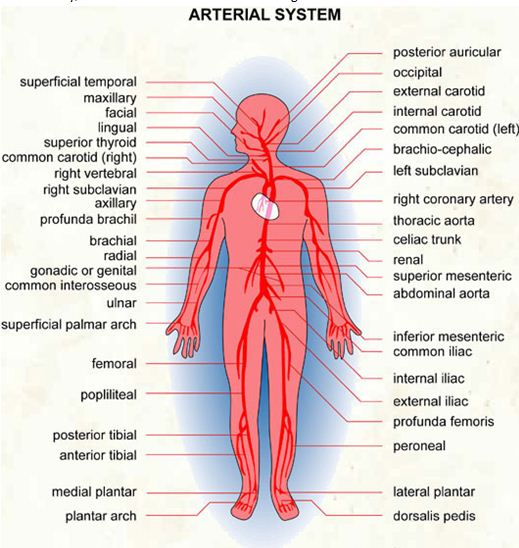 ARTERIAL SYSTEM
superficial temporal
maxillary
facial
lingual
superior thyroid
common carotid (right)
right vertebral
right subclavian
axillary
profunda brachil
brachial
radial
gonadic or genital
common interosseous
ulnar
superficial palmar arch
femoral
popliliteal
posterior tibial
anterior tibial
medial plantar
plantar arch
posterior auricular
occipital
external carotid
internal carotid
common carotid (left)
brachio-cephalic
left subclavian
right coronary artery
thoracic aorta
celiac trunk
renal
superior mesenteric
abdominal aorta
inferior mesenteric
common iliac
internal iliac
external iliac
profunda femoris
peroneal
lateral plantar
dorsalis pedis